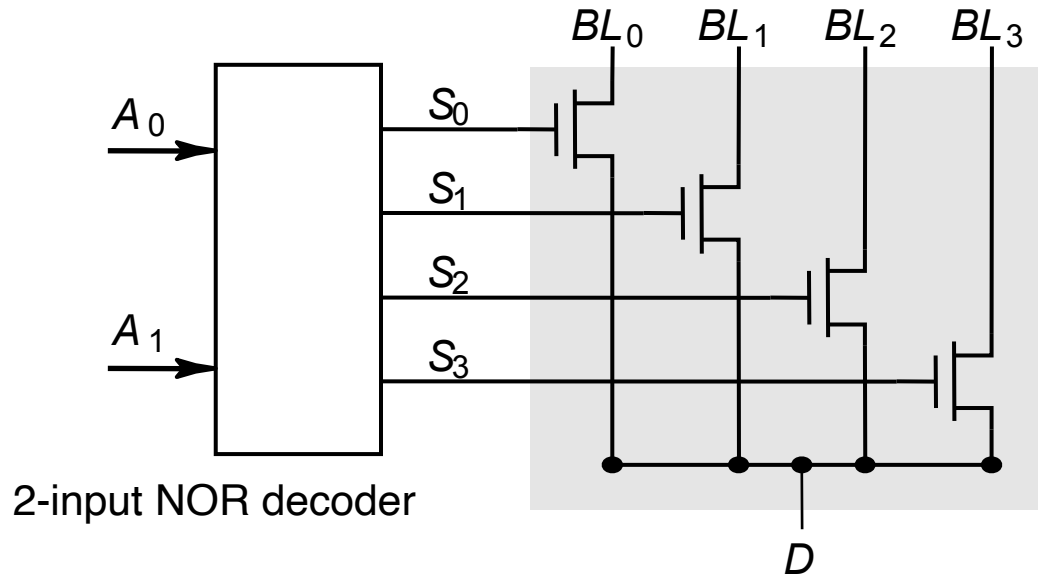 BL0 BL1 BL2 BL3
A0
S0
S1
S2
A1
S3
2-input NOR decoder
D